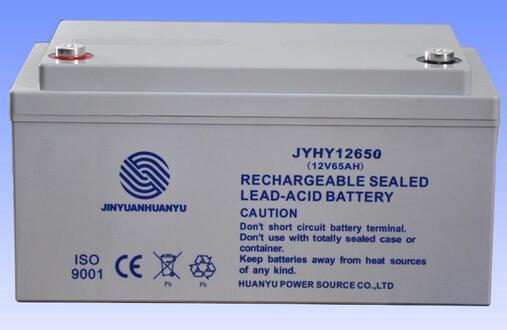 JYHY12650
(12V65AH)
RECHARGEABLE SEALED
LEAD-ACID BATTERY
JINYUANHUANYU
CAUTION
Don't short circuit battery terminal.
Don't use with totally sealed case or
container.
Keep batteries away from heat sources
of any kind.
ISO
9001
CE
Pb
Pb
HUANYU POWER SOURCE CO.,LTD